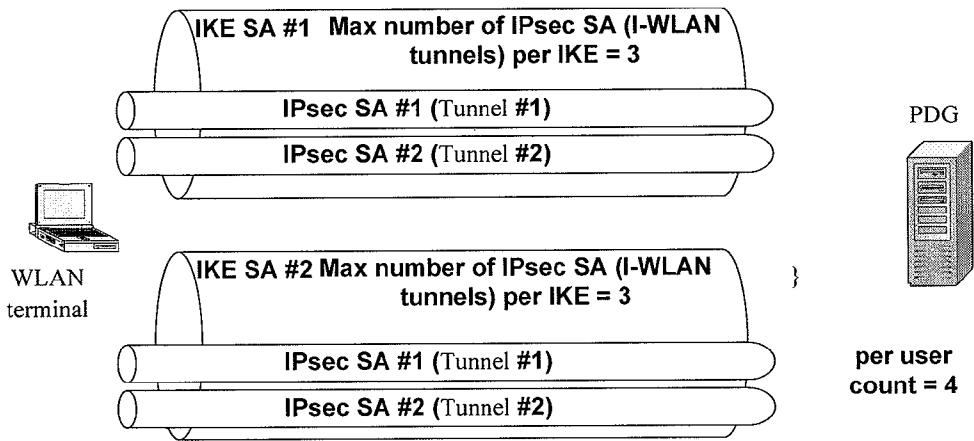 IKE SA #1 Max number of IPsec SA (I-WLAN
tunnels) per IKE = 3
IPsec SA #1 (Tunnel #1)
IPsec SA #2 (Tunnel #2)
PDG
WLAN
terminal
IKE SA #2 Max number of IPsec SA (I-WLAN
tunnels) per IKE = 3
}
IPsec SA #1 (Tunnel #1)
IPsec SA #2 (Tunnel #2)
per user
count = 4